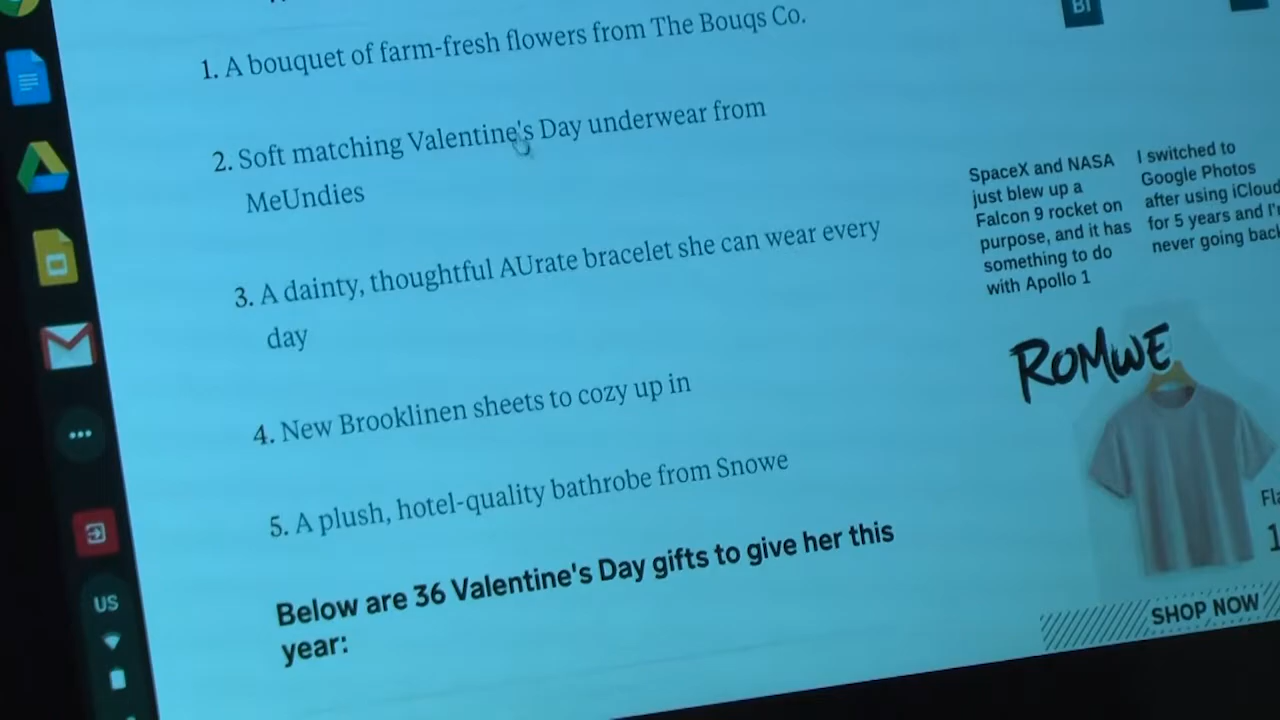 1. A bouquet of farm-fresh flowers from The Bouqs Co.
2. Soft matching Valentine's Day underwear from
MeUndies
3. A dainty, thoughtful AUrate bracelet she can wear every
day
4. New Brooklinen sheets to cozy up in
5. A plush, hotel-quality bathrobe from Snowe
Below are 36 Valentine's Day gifts to give her this
year:
BI
SpaceX and NASA
just blew up a
Falcon 9 rocket on
purpose, and it has
something to do
with Apollo 1
I switched to
Google Photos
after using iCloud
for 5 years and I'm
never going back
ROMWE
SHOP NOW
US